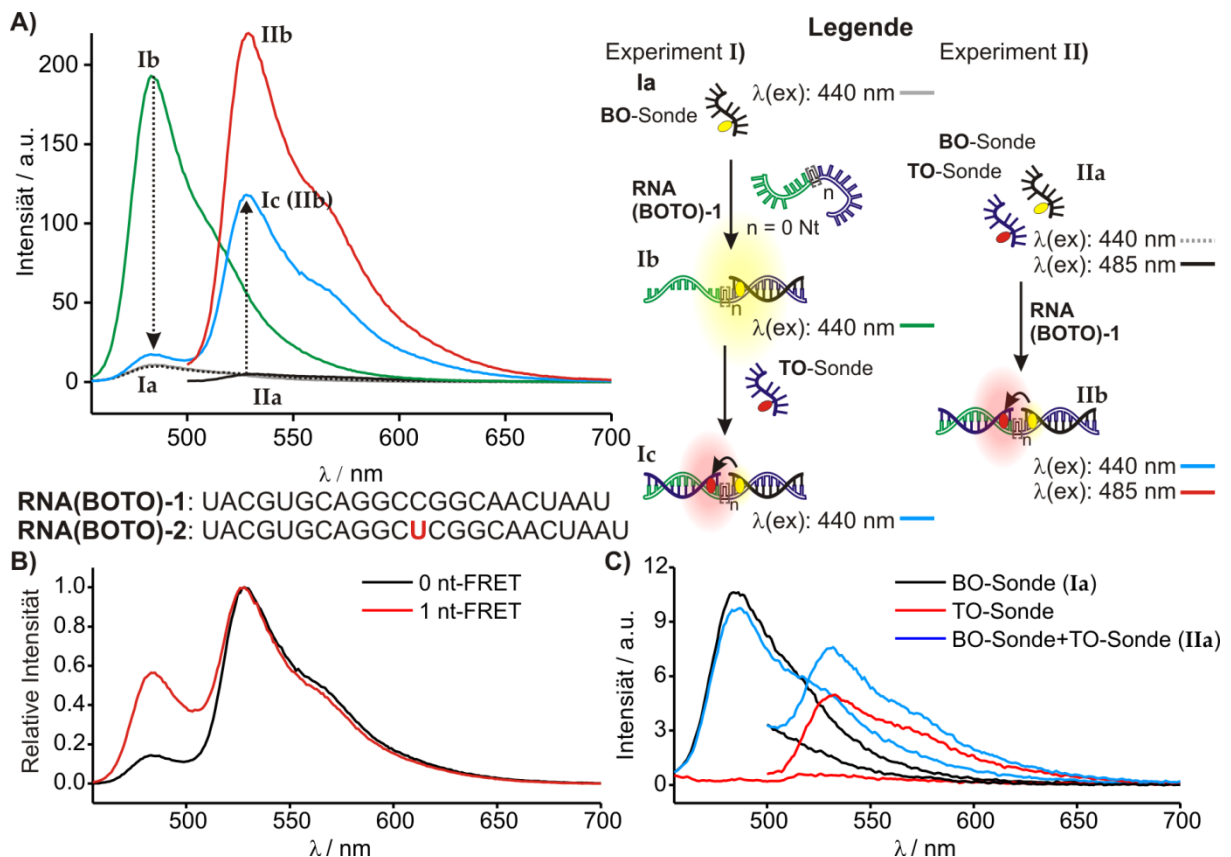 A)
Intensiät / a.u.
200
150
100
50
0
Ib
IIb
Ic (IIb)
Ia
IIa
500
550
600
650
700
λ / nm
Legende
Experiment I)
Ia
BO-Sonde
λ(ex): 440 nm
RNA
(BOTO)-1
n
n = 0 Nt
Ib
n
λ(ex): 440 nm
TO-Sonde
Ic
n
λ(ex): 440 nm
Experiment II)
BO-Sonde
TO-Sonde
IIa
λ(ex): 440 nm
λ(ex): 485 nm
RNA
(BOTO)-1
IIb
n
λ(ex): 440 nm
λ(ex): 485 nm
RNA(BOTO)-1: UACGUGCAGGCCGGCAACUAAU
RNA(BOTO)-2: UACGUGCAGGCUCGGCAACUAAU
B)
Relative Intensität
1.0
0.8
0.6
0.4
0.2
0.0
0 nt-FRET
1 nt-FRET
500
550
600
650
700
λ / nm
C)
Intensiät / a.u.
12
9
6
3
0
BO-Sonde (Ia)
TO-Sonde
BO-Sonde+TO-Sonde (IIa)
500
550
600
650
700
λ / nm